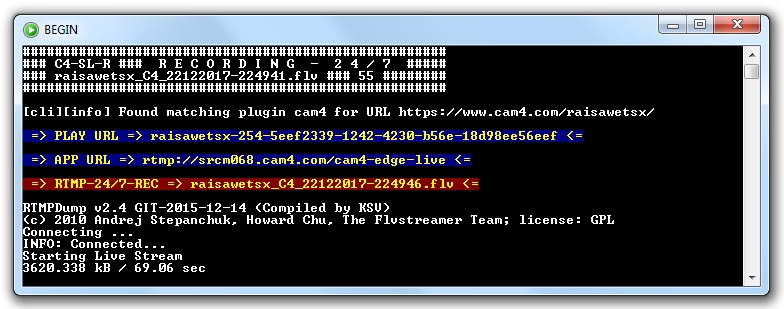 BEGIN
##################################################
### C4-SL-R ### R E C O R D I N G - 2 4 / 7 #####
### raisawetsx_C4_22122017-224941.flv ### 55 ########
##################################################
[cli][info] Found matching plugin cam4 for URL https://www.cam4.com/raisawetsx/
=> PLAY URL => raisawetsx-254-5eef2339-1242-4230-b56e-18d98ee56eef <=
=> APP URL => rtmp://srcm068.cam4.com/cam4-edge-live <=
=> RTMP-24/7-REC => raisawetsx_C4_22122017-224946.flv <=
RTMPDump v2.4 GIT-2015-12-14 (Compiled by KSV)
(c) 2010 Andrej Stepanchuk, Howard Chu, The Flvstreamer Team; license: GPL
Connecting ...
INFO: Connected...
Starting Live Stream
3620.338 kB / 69.06 sec